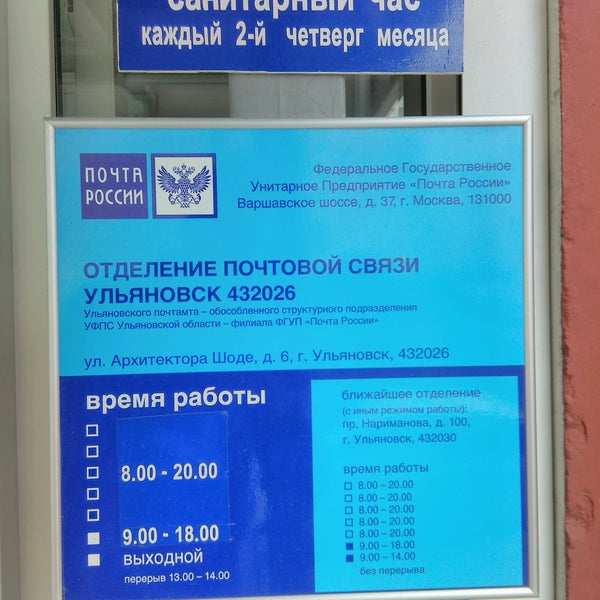 санитарный час
каждый 2-й четверг месяца
ПОЧТА
РОССИИ
Федеральное Государственное
Унитарное Предприятие «Почта России»
Варшавское шоссе, д. 37, г. Москва, 131000
ОТДЕЛЕНИЕ ПОЧТОВОЙ СВЯЗИ
УЛЬЯНОВСК 432026
Ульяновского почтамта – обособленного структурного подразделения
УФПС Ульяновской области – филиала ФГУП «Почта России»
ул. Архитектора Шоде, д. 6, г. Ульяновск, 432026
время работы
8.00 - 20.00
9.00 - 18.00
ВЫХОДНОЙ
перерыв 13.00 – 14.00
ближайшее отделение
(с иным режимом работы):
пр. Нариманова, д. 100,
г. Ульяновск, 432030
время работы
8.00 – 20.00
8.00 – 20.00
8.00 – 20.00
8.00 – 20.00
8.00 – 20.00
9.00 – 18.00
9.00 – 14.00
без перерыва